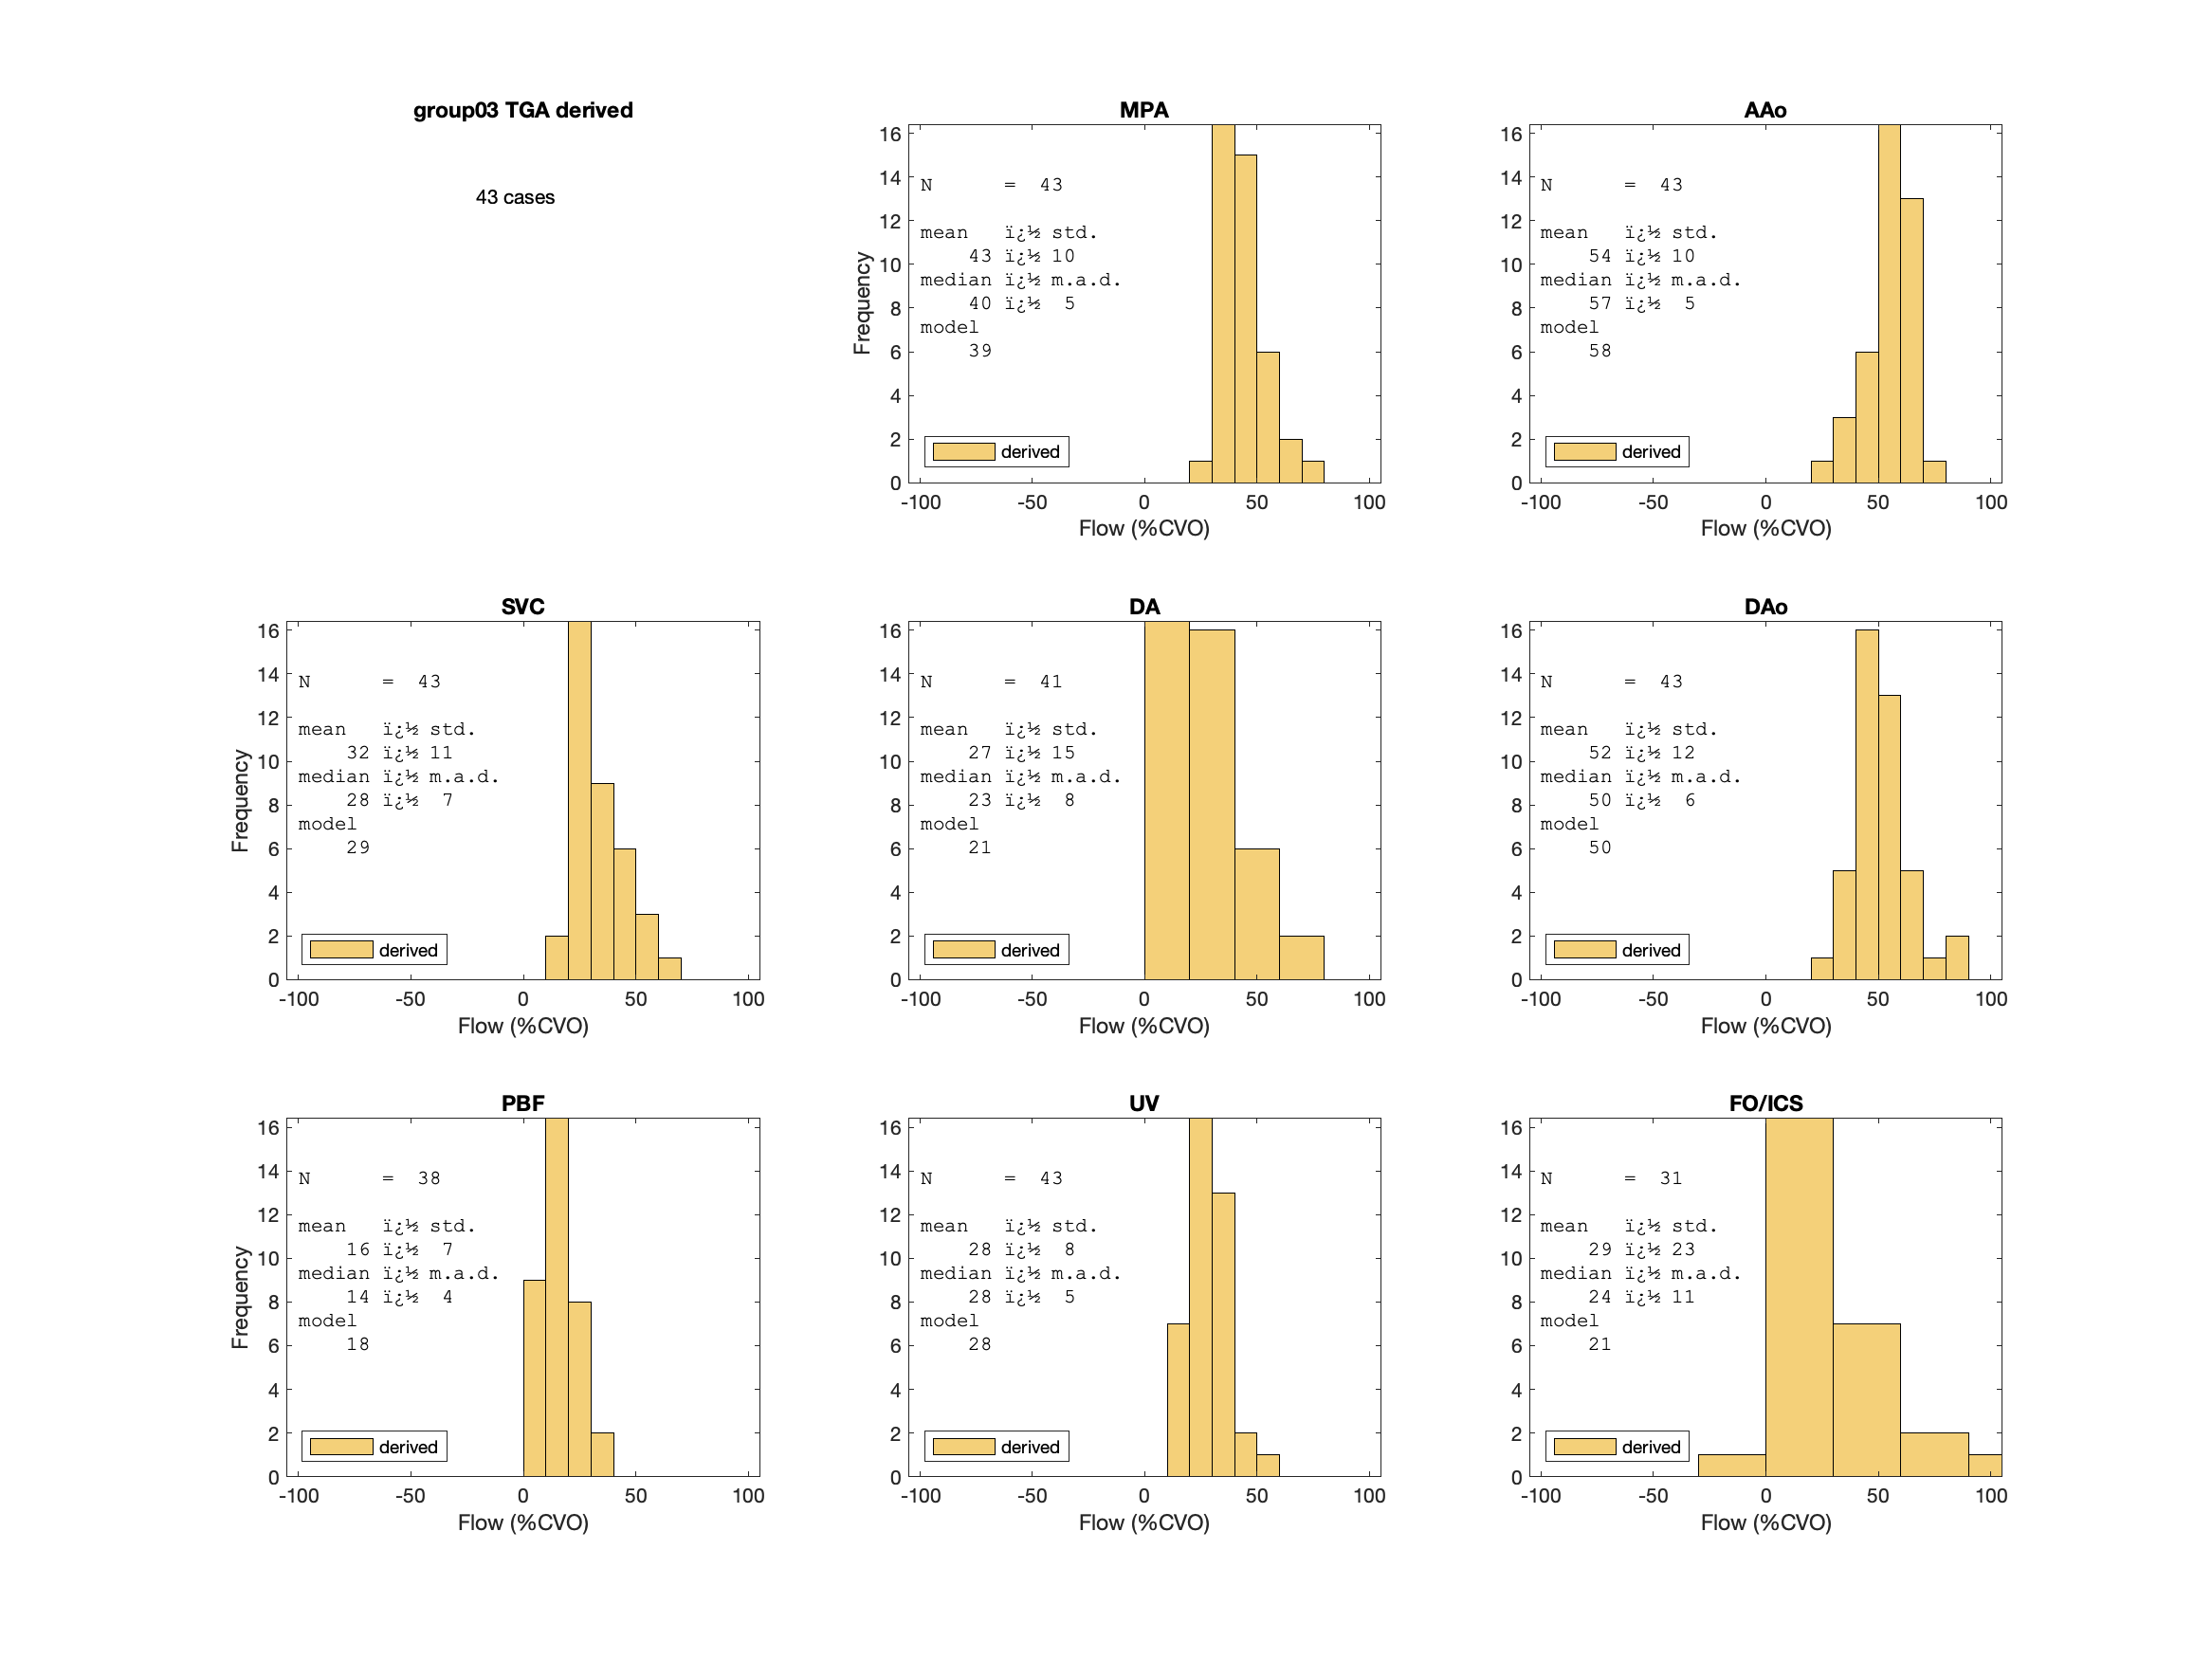 group03 TGA derived
43 cases
MPA
16
14
12
10
8
6
4
2
0
Frequency
N = 43
mean ï¿½ std.
43 ï¿½ 10
median ï¿½ m.a.d.
40 ï¿½ 5
model
39
derived
-100 -50 0 50 100
Flow (%CVO)
AAo
16
14
12
10
8
6
4
2
0
N = 43
mean ï¿½ std.
54 ï¿½ 10
median ï¿½ m.a.d.
57 ï¿½ 5
model
58
derived
-100 -50 0 50 100
Flow (%CVO)
SVC
16
14
12
10
8
6
4
2
0
Frequency
N = 43
mean ï¿½ std.
32 ï¿½ 11
median ï¿½ m.a.d.
28 ï¿½ 7
model
29
derived
-100 -50 0 50 100
Flow (%CVO)
DA
16
14
12
10
8
6
4
2
0
N = 41
mean ï¿½ std.
27 ï¿½ 15
median ï¿½ m.a.d.
23 ï¿½ 8
model
21
derived
-100 -50 0 50 100
Flow (%CVO)
DAo
16
14
12
10
8
6
4
2
0
N = 43
mean ï¿½ std.
52 ï¿½ 12
median ï¿½ m.a.d.
50 ï¿½ 6
model
50
derived
-100 -50 0 50 100
Flow (%CVO)
PBF
16
14
12
10
8
6
4
2
0
Frequency
N = 38
mean ï¿½ std.
16 ï¿½ 7
median ï¿½ m.a.d.
14 ï¿½ 4
model
18
derived
-100 -50 0 50 100
Flow (%CVO)
UV
16
14
12
10
8
6
4
2
0
N = 43
mean ï¿½ std.
28 ï¿½ 8
median ï¿½ m.a.d.
28 ï¿½ 5
model
28
derived
-100 -50 0 50 100
Flow (%CVO)
FO/ICS
16
14
12
10
8
6
4
2
0
N = 31
mean ï¿½ std.
29 ï¿½ 23
median ï¿½ m.a.d.
24 ï¿½ 11
model
21
derived
-100 -50 0 50 100
Flow (%CVO)